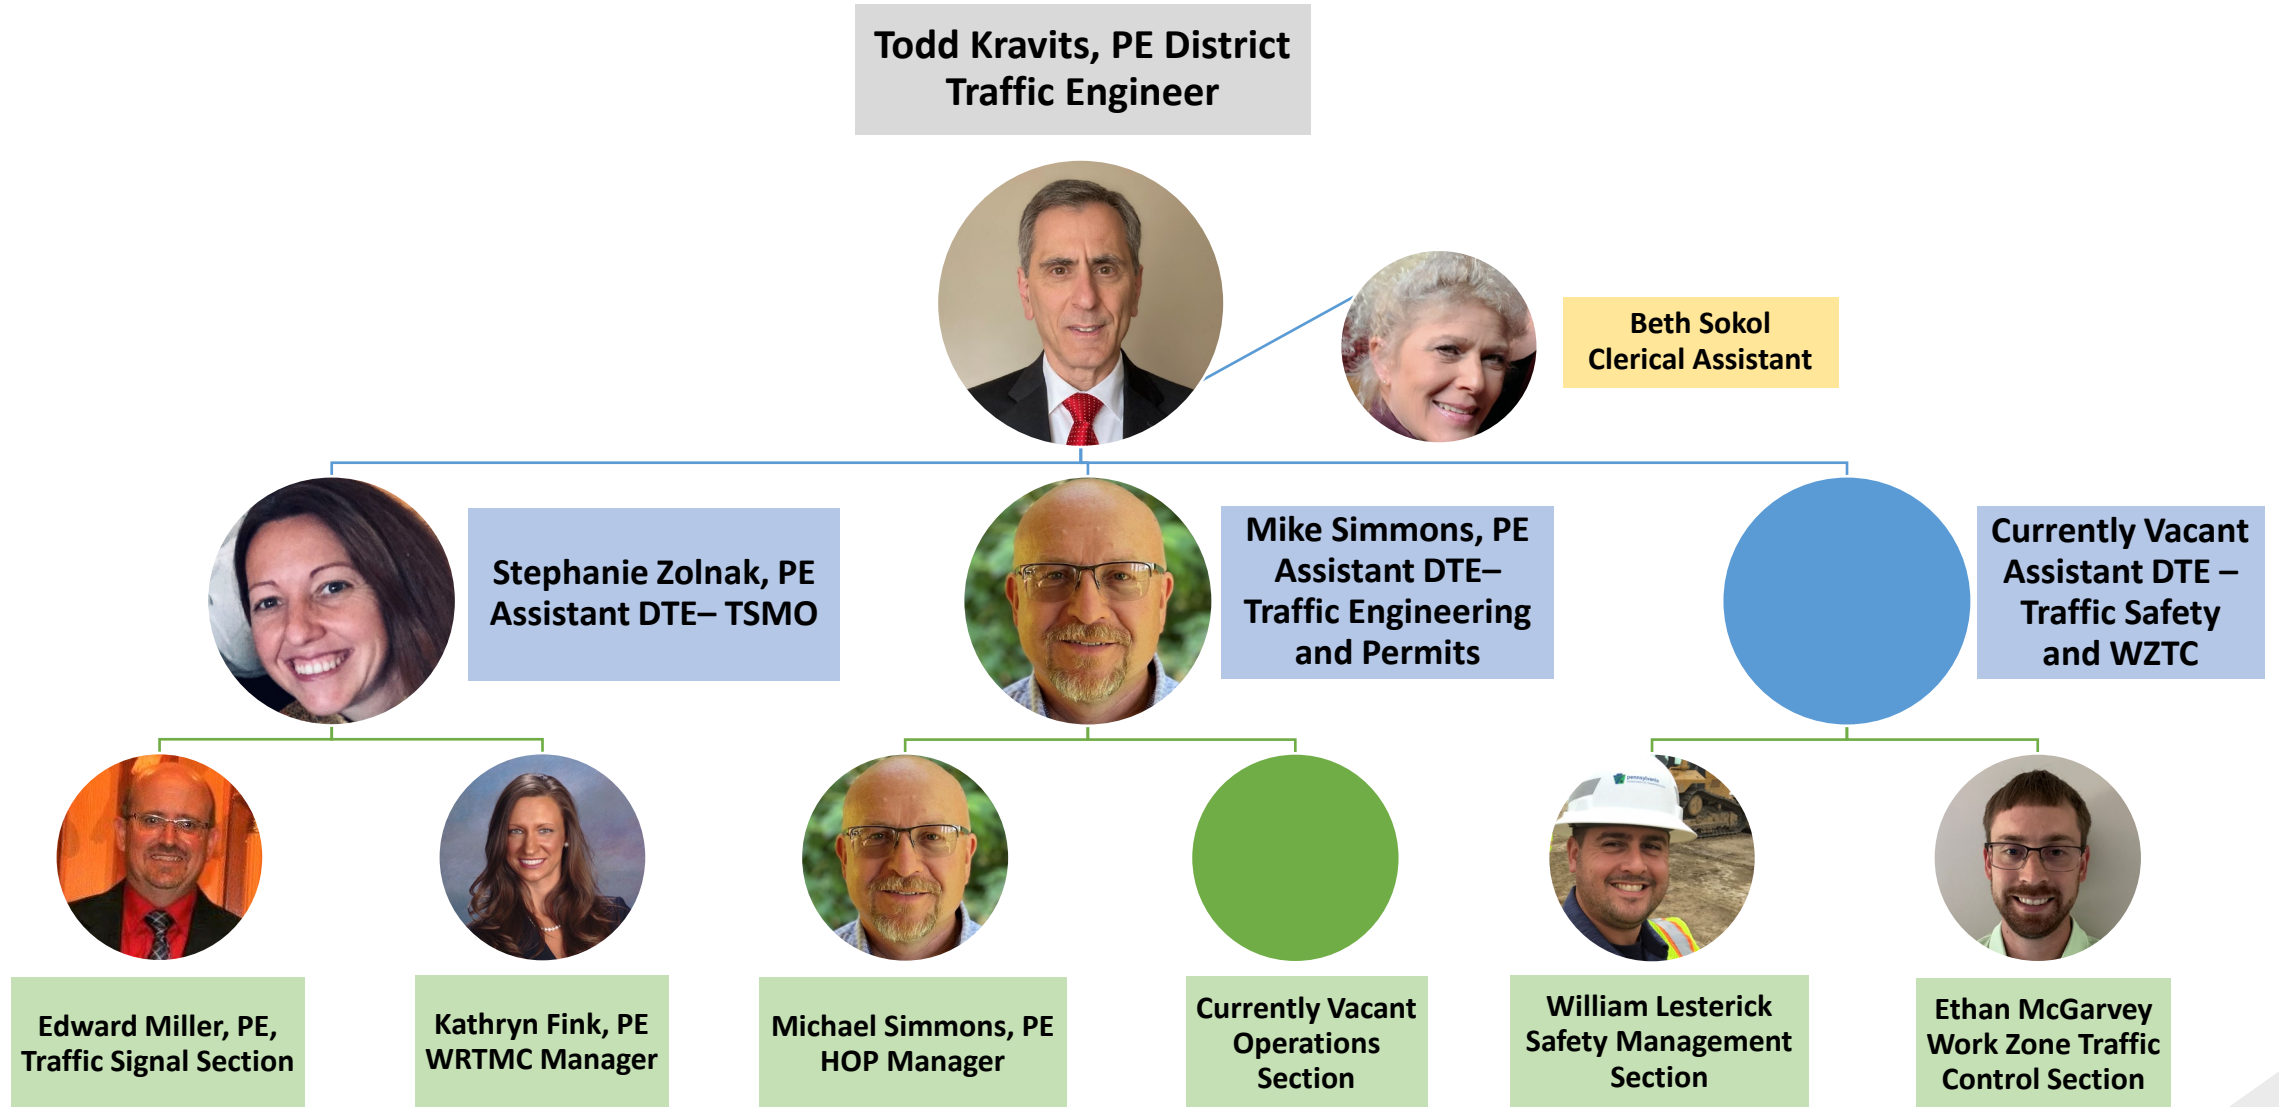 Todd Kravits, PE District
Traffic Engineer
Beth Sokol
Clerical Assistant
Stephanie Zolnak, PE
Assistant DTE– TSMO
Mike Simmons, PE
Assistant DTE–
Traffic Engineering
and Permits
Currently Vacant
Assistant DTE –
Traffic Safety
and WZTC
pennsylvania
Edward Miller, PE,
Traffic Signal Section
Kathryn Fink, PE
WRTMC Manager
Michael Simmons, PE
HOP Manager
Currently Vacant
Operations
Section
William Lesterick
Safety Management
Section
Ethan McGarvey
Work Zone Traffic
Control Section